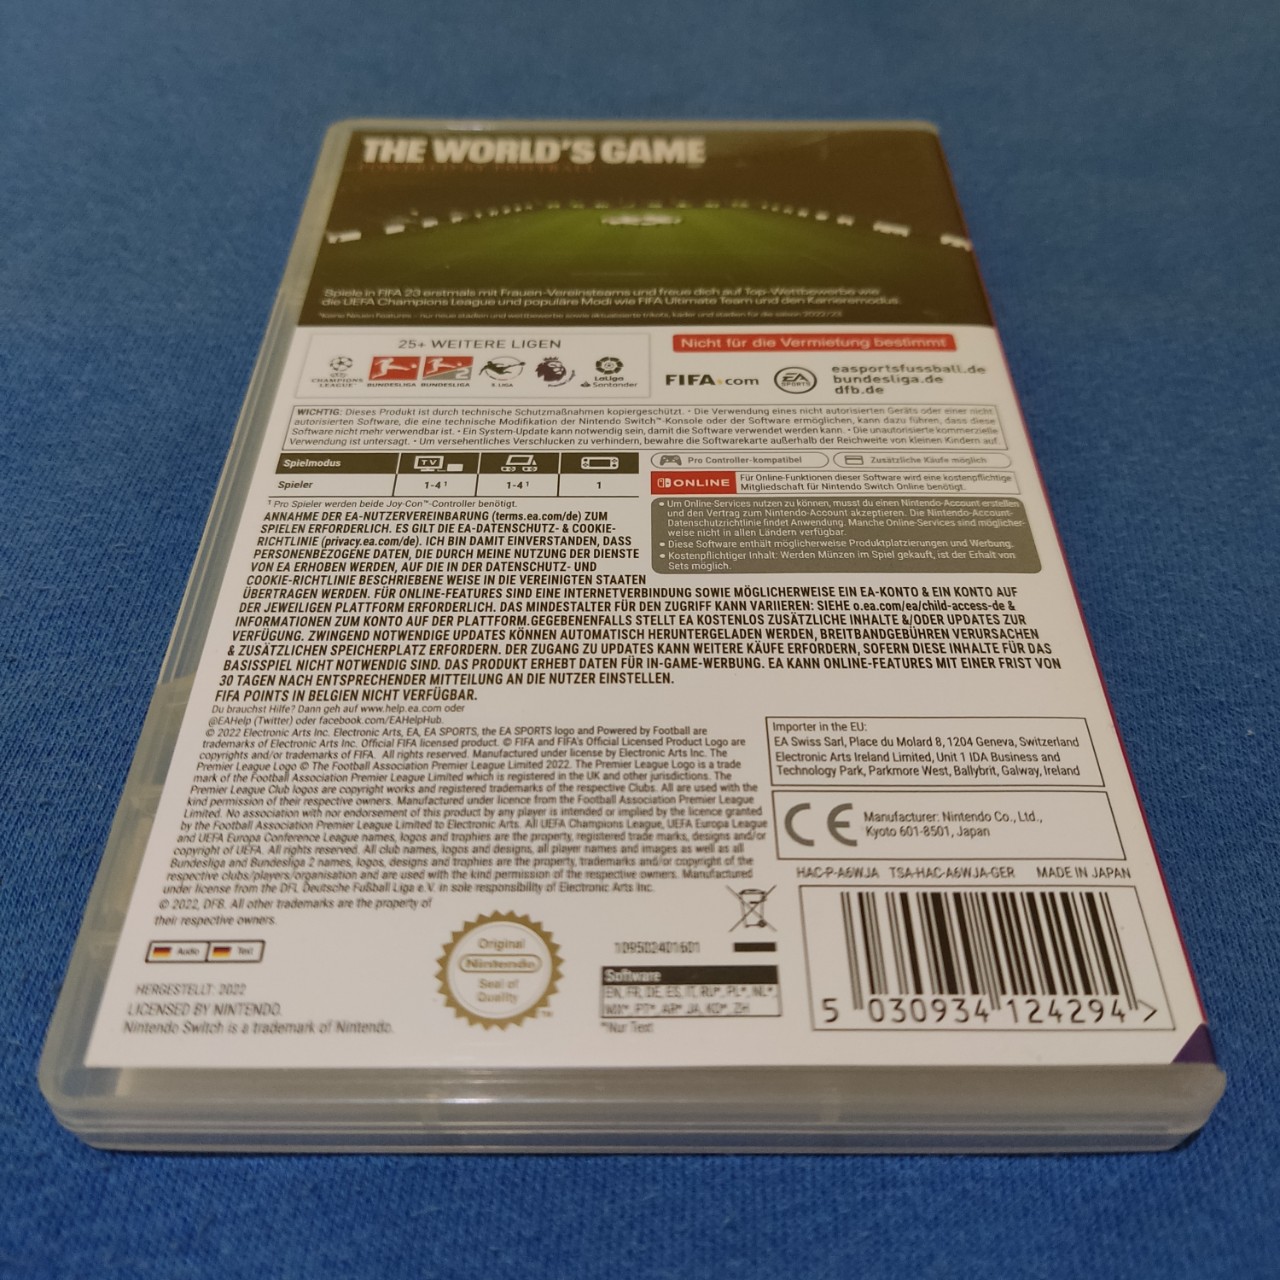 THE WORLD'S GAME
POWERED BY FOOTBALL
Spiele in FIFA 23 erstmals mit Frauen-Vereinsteams und freue dich auf Top-Wettbewerbe wie
die UEFA Champions League und populäre Modi wie FIFA Ultimate Team und den Karrieremodus.
25+ WEITERE LIGEN
CHAMPIONS LEAGUE
BUNDESLIGA
BUNDESLIGA
3. LIGA
LaLiga
Santander
Nicht für die Vermietung bestimmt
FIFA.com
EA SPORTS
easportsfussball.de
bundesliga.de
dfb.de
WICHTIG: Dieses Produkt ist durch technische Schutzmaßnahmen kopiergeschützt. • Die Verwendung eines nicht autorisierten Geräts oder einer nicht
autorisierten Software, die eine technische Modifikation der Nintendo Switch™-Konsole oder der Software ermöglichen, kann dazu führen, dass diese
Software nicht mehr verwendbar ist. • Ein System-Update kann notwendig sein, damit die Software verwendet werden kann. • Die unautorisierte kommerzielle
Verwendung ist untersagt. • Um versehentliches Verschlucken zu verhindern, bewahre die Softwarekarte außerhalb der Reichweite von kleinen Kindern auf.
Spielmodus TV
Spieler 1-4¹ 1-4¹ 1
¹ Pro Spieler werden beide Joy-Con™-Controller benötigt.
Pro Controller-kompatibel
Zusätzliche Käufe möglich
ONLINE
Für Online-Funktionen dieser Software wird eine kostenpflichtige
Mitgliedschaft für Nintendo Switch Online benötigt.
• Um Online-Services nutzen zu können, musst du einen Nintendo-Account erstellen
und den Vertrag zum Nintendo-Account akzeptieren. Die Nintendo-Account-
Datenschutzrichtlinie findet Anwendung. Manche Online-Services sind möglicher-
weise nicht in allen Ländern verfügbar.
• Diese Software enthält möglicherweise Produktplatzierungen und Werbung.
• Kostenpflichtiger Inhalt: Werden Münzen im Spiel gekauft, ist der Erhalt von
Sets möglich.
ANNAHME DER EA-NUTZERVEREINBARUNG (terms.ea.com/de) ZUM
SPIELEN ERFORDERLICH. ES GILT DIE EA-DATENSCHUTZ- & COOKIE-
RICHTLINIE (privacy.ea.com/de). ICH BIN DAMIT EINVERSTANDEN, DASS
PERSONENBEZOGENE DATEN, DIE DURCH MEINE NUTZUNG DER DIENSTE
VON EA ERHOBEN WERDEN, AUF DIE IN DER DATENSCHUTZ- UND
COOKIE-RICHTLINIE BESCHRIEBENE WEISE IN DIE VEREINIGTEN STAATEN
ÜBERTRAGEN WERDEN. FÜR ONLINE-FEATURES SIND EINE INTERNETVERBINDUNG SOWIE MÖGLICHERWEISE EIN EA-KONTO & EIN KONTO AUF
DER JEWEILIGEN PLATTFORM ERFORDERLICH. DAS MINDESTALTER FÜR DEN ZUGRIFF KANN VARIIEREN: SIEHE o.ea.com/ea/child-access-de &
INFORMATIONEN ZUM KONTO AUF DER PLATTFORM.GEGEBENENFALLS STELLT EA KOSTENLOS ZUSÄTZLICHE INHALTE &/ODER UPDATES ZUR
VERFÜGUNG. ZWINGEND NOTWENDIGE UPDATES KÖNNEN AUTOMATISCH HERUNTERGELADEN WERDEN, BREITBANDGEBÜHREN VERURSACHEN
& ZUSÄTZLICHEN SPEICHERPLATZ ERFORDERN. DER ZUGANG ZU UPDATES KANN WEITERE KÄUFE ERFORDERN, SOFERN DIESE INHALTE FÜR DAS
BASISSPIEL NICHT NOTWENDIG SIND. DAS PRODUKT ERHEBT DATEN FÜR IN-GAME-WERBUNG. EA KANN ONLINE-FEATURES MIT EINER FRIST VON
30 TAGEN NACH ENTSPRECHENDER MITTEILUNG AN DIE NUTZER EINSTELLEN.
FIFA POINTS IN BELGIEN NICHT VERFÜGBAR.
Du brauchst Hilfe? Dann geh auf www.help.ea.com oder
@EAHelp (Twitter) oder facebook.com/EAHelpHub.
© 2022 Electronic Arts Inc. Electronic Arts, EA, EA SPORTS, the EA SPORTS logo and Powered by Football are
trademarks of Electronic Arts Inc. Official FIFA licensed product. © FIFA and FIFA's Official Licensed Product Logo are
copyrights and/or trademarks of FIFA. All rights reserved. Manufactured under license by Electronic Arts Inc. The
Premier League Logo © The Football Association Premier League Limited 2022. The Premier League Logo is a trade
mark of the Football Association Premier League Limited which is registered in the UK and other jurisdictions. The
Premier League Club logos are copyright works and registered trademarks of the respective Clubs. All are used with the
kind permission of their respective owners. Manufactured under licence from the Football Association Premier League
Limited. No association with nor endorsement of this product by any player is intended or implied by the licence granted
by the Football Association Premier League Limited to Electronic Arts. All UEFA Champions League, UEFA Europa League
and UEFA Europa Conference League names, logos and trophies are the property, registered trade marks, designs and/or
copyright of UEFA. All rights reserved. All club names, logos and designs, all player names and images as well as all
Bundesliga and Bundesliga 2 names, logos, designs and trophies are the property, trademarks and/or copyright of the
respective clubs/players/organisation and are used with the kind permission of the respective owners. Manufactured
under license from the DFL Deutsche Fußball Liga e.V. in sole responsibility of Electronic Arts Inc.
© 2022, DFB. All other trademarks are the property of
their respective owners.
Importer in the EU:
EA Swiss Sarl, Place du Molard 8, 1204 Geneva, Switzerland
Electronic Arts Ireland Limited, Unit 1 IDA Business and
Technology Park, Parkmore West, Ballybrit, Galway, Ireland
CE
Manufacturer: Nintendo Co., Ltd.,
Kyoto 601-8501, Japan
HAC-P-A6WJA TSA-HAC-A6WJA-GER MADE IN JAPAN
Audio Text
HERGESTELLT: 2022
LICENSED BY NINTENDO.
Nintendo Switch is a trademark of Nintendo.
Original
Nintendo
Seal of
Quality
109502401601
Software
EN, FR, DE, ES, IT, RU*, PL*, NL*,
MX*, PT*, AR*, JA, KO*, ZH
*Nur Text
5 030934 124294 >